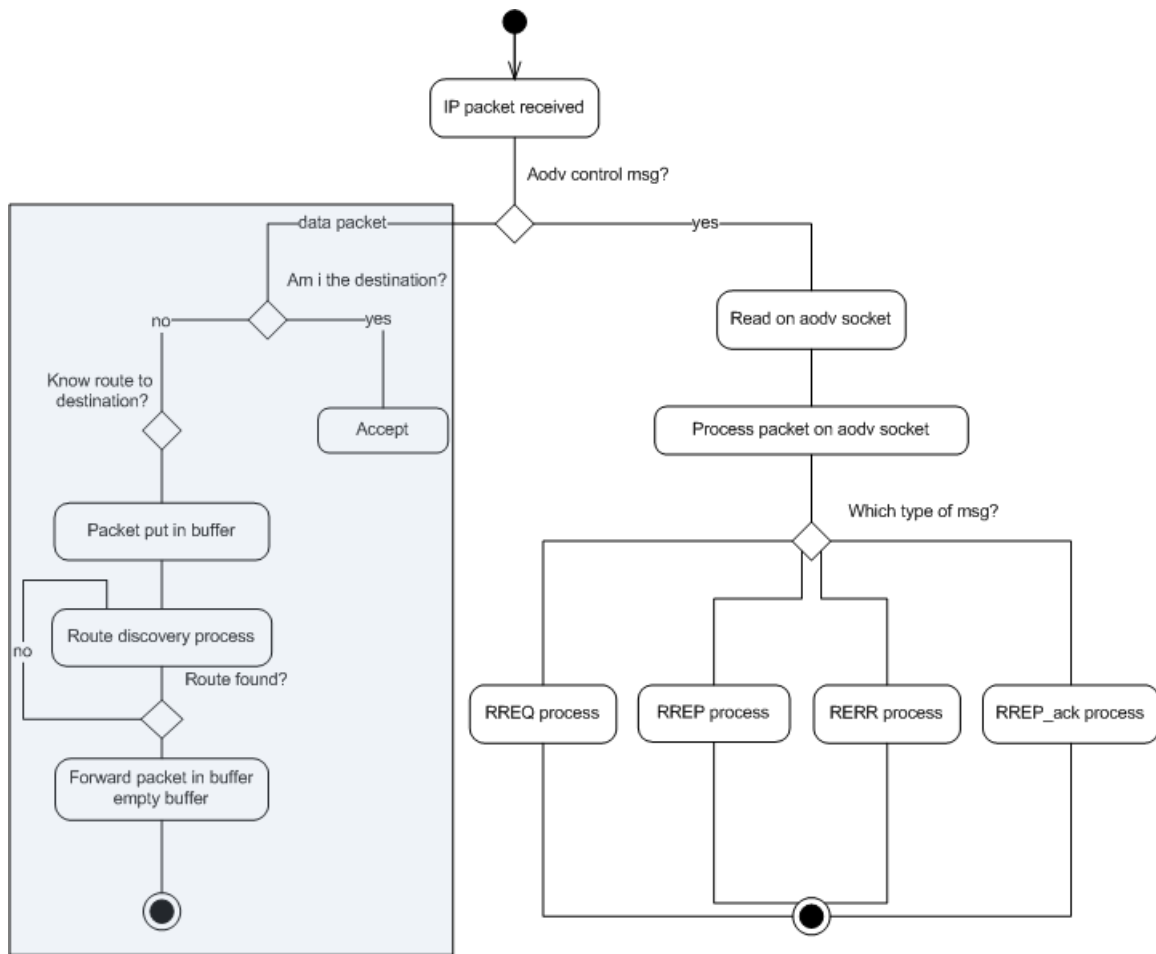 IP packet received
Aodv control msg?
data packet
yes
Am i the destination?
no
yes
Read on aodv socket
Know route to
destination?
Accept
Process packet on aodv socket
Which type of msg?
Packet put in buffer
Route discovery process
no
Route found?
RREQ process
RREP process
RERR process
RREP_ack process
Forward packet in buffer
empty buffer